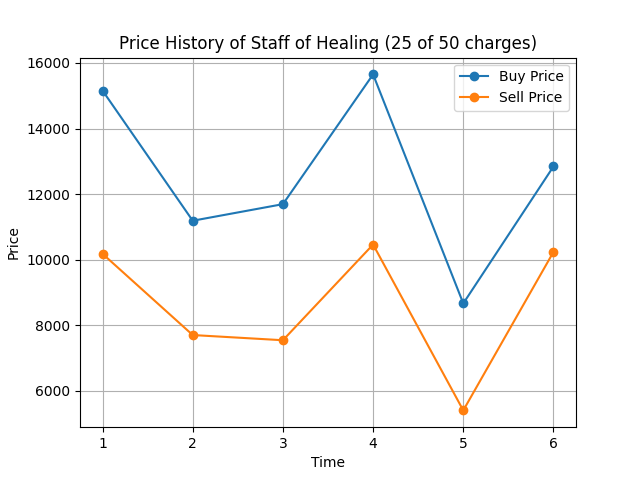 Price History of Staff of Healing (25 of 50 charges)
Buy Price
Sell Price
16000
14000
12000
10000
8000
6000
Price
1 2 3 4 5 6
Time